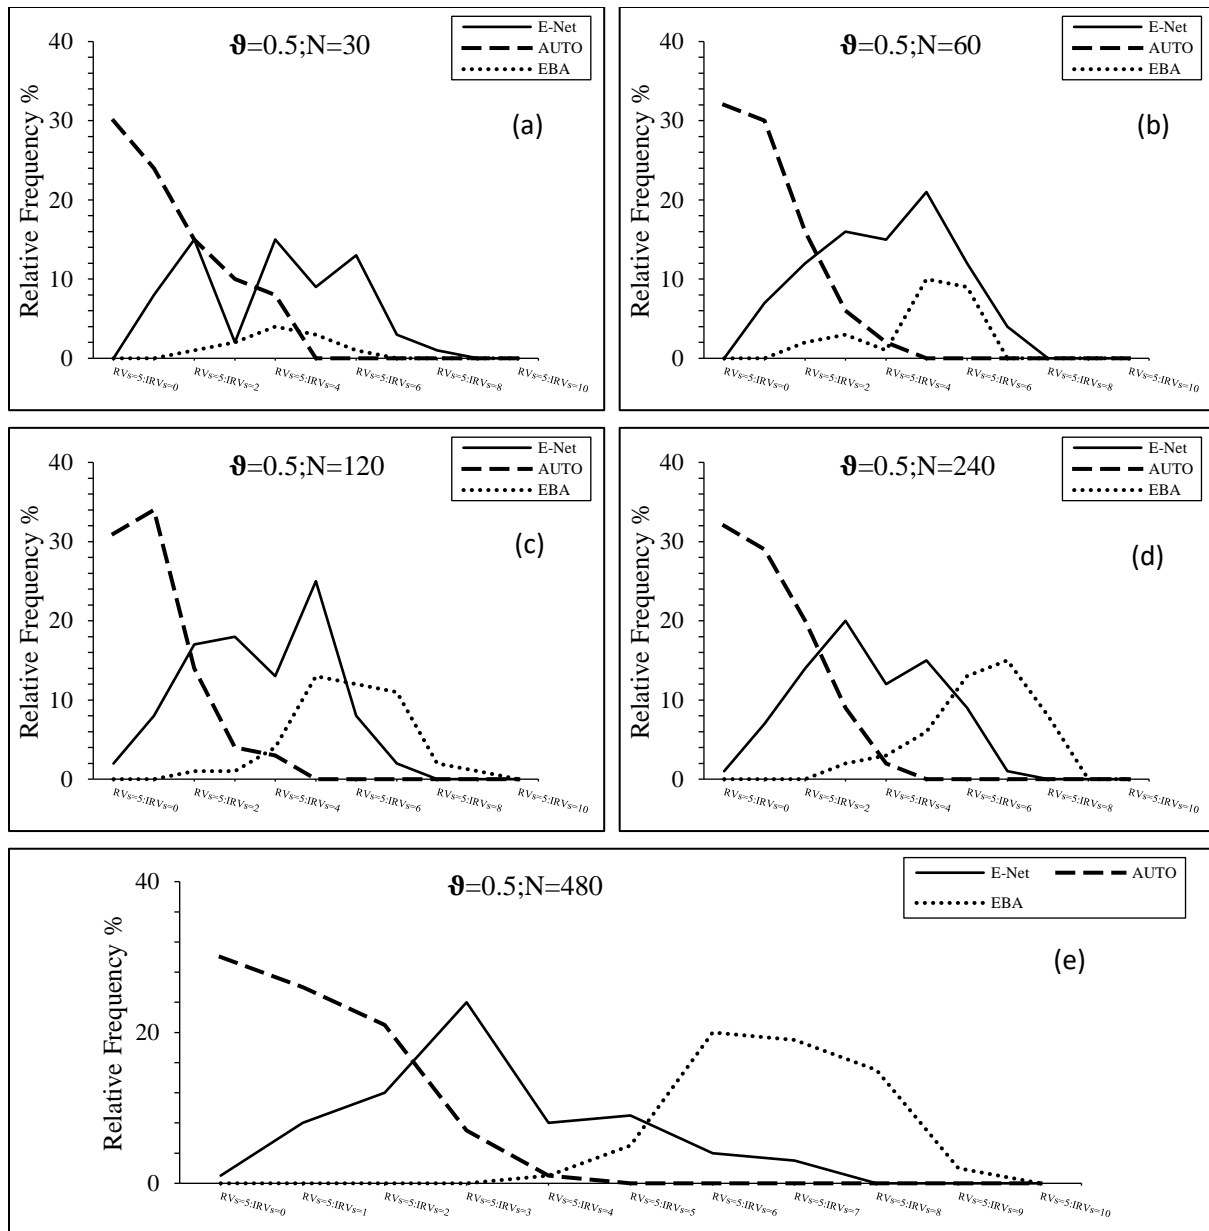 ϑ=0.5;N=30
E-Net
AUTO
EBA
(a)
Relative Frequency %
40
30
20
10
0
RVs=5:IRVs=0
RVs=5:IRVs=2
RVs=5:IRVs=4
RVs=5:IRVs=6
RVs=5:IRVs=8
RVs=5:IRVs=10
ϑ=0.5;N=60
E-Net
AUTO
EBA
(b)
Relative Frequency %
40
30
20
10
0
RVs=5:IRVs=0
RVs=5:IRVs=2
RVs=5:IRVs=4
RVs=5:IRVs=6
RVs=5:IRVs=8
RVs=5:IRVs=10
ϑ=0.5;N=120
E-Net
AUTO
EBA
(c)
Relative Frequency %
40
30
20
10
0
RVs=5:IRVs=0
RVs=5:IRVs=2
RVs=5:IRVs=4
RVs=5:IRVs=6
RVs=5:IRVs=8
RVs=5:IRVs=10
ϑ=0.5;N=240
E-Net
AUTO
EBA
(d)
Relative Frequency %
40
30
20
10
0
RVs=5:IRVs=0
RVs=5:IRVs=2
RVs=5:IRVs=4
RVs=5:IRVs=6
RVs=5:IRVs=8
RVs=5:IRVs=10
ϑ=0.5;N=480
E-Net AUTO
EBA
(e)
Relative Frequency %
40
20
0
RVs=5:IRVs=0
RVs=5:IRVs=1
RVs=5:IRVs=2
RVs=5:IRVs=3
RVs=5:IRVs=4
RVs=5:IRVs=5
RVs=5:IRVs=6
RVs=5:IRVs=7
RVs=5:IRVs=8
RVs=5:IRVs=9
RVs=5:IRVs=10